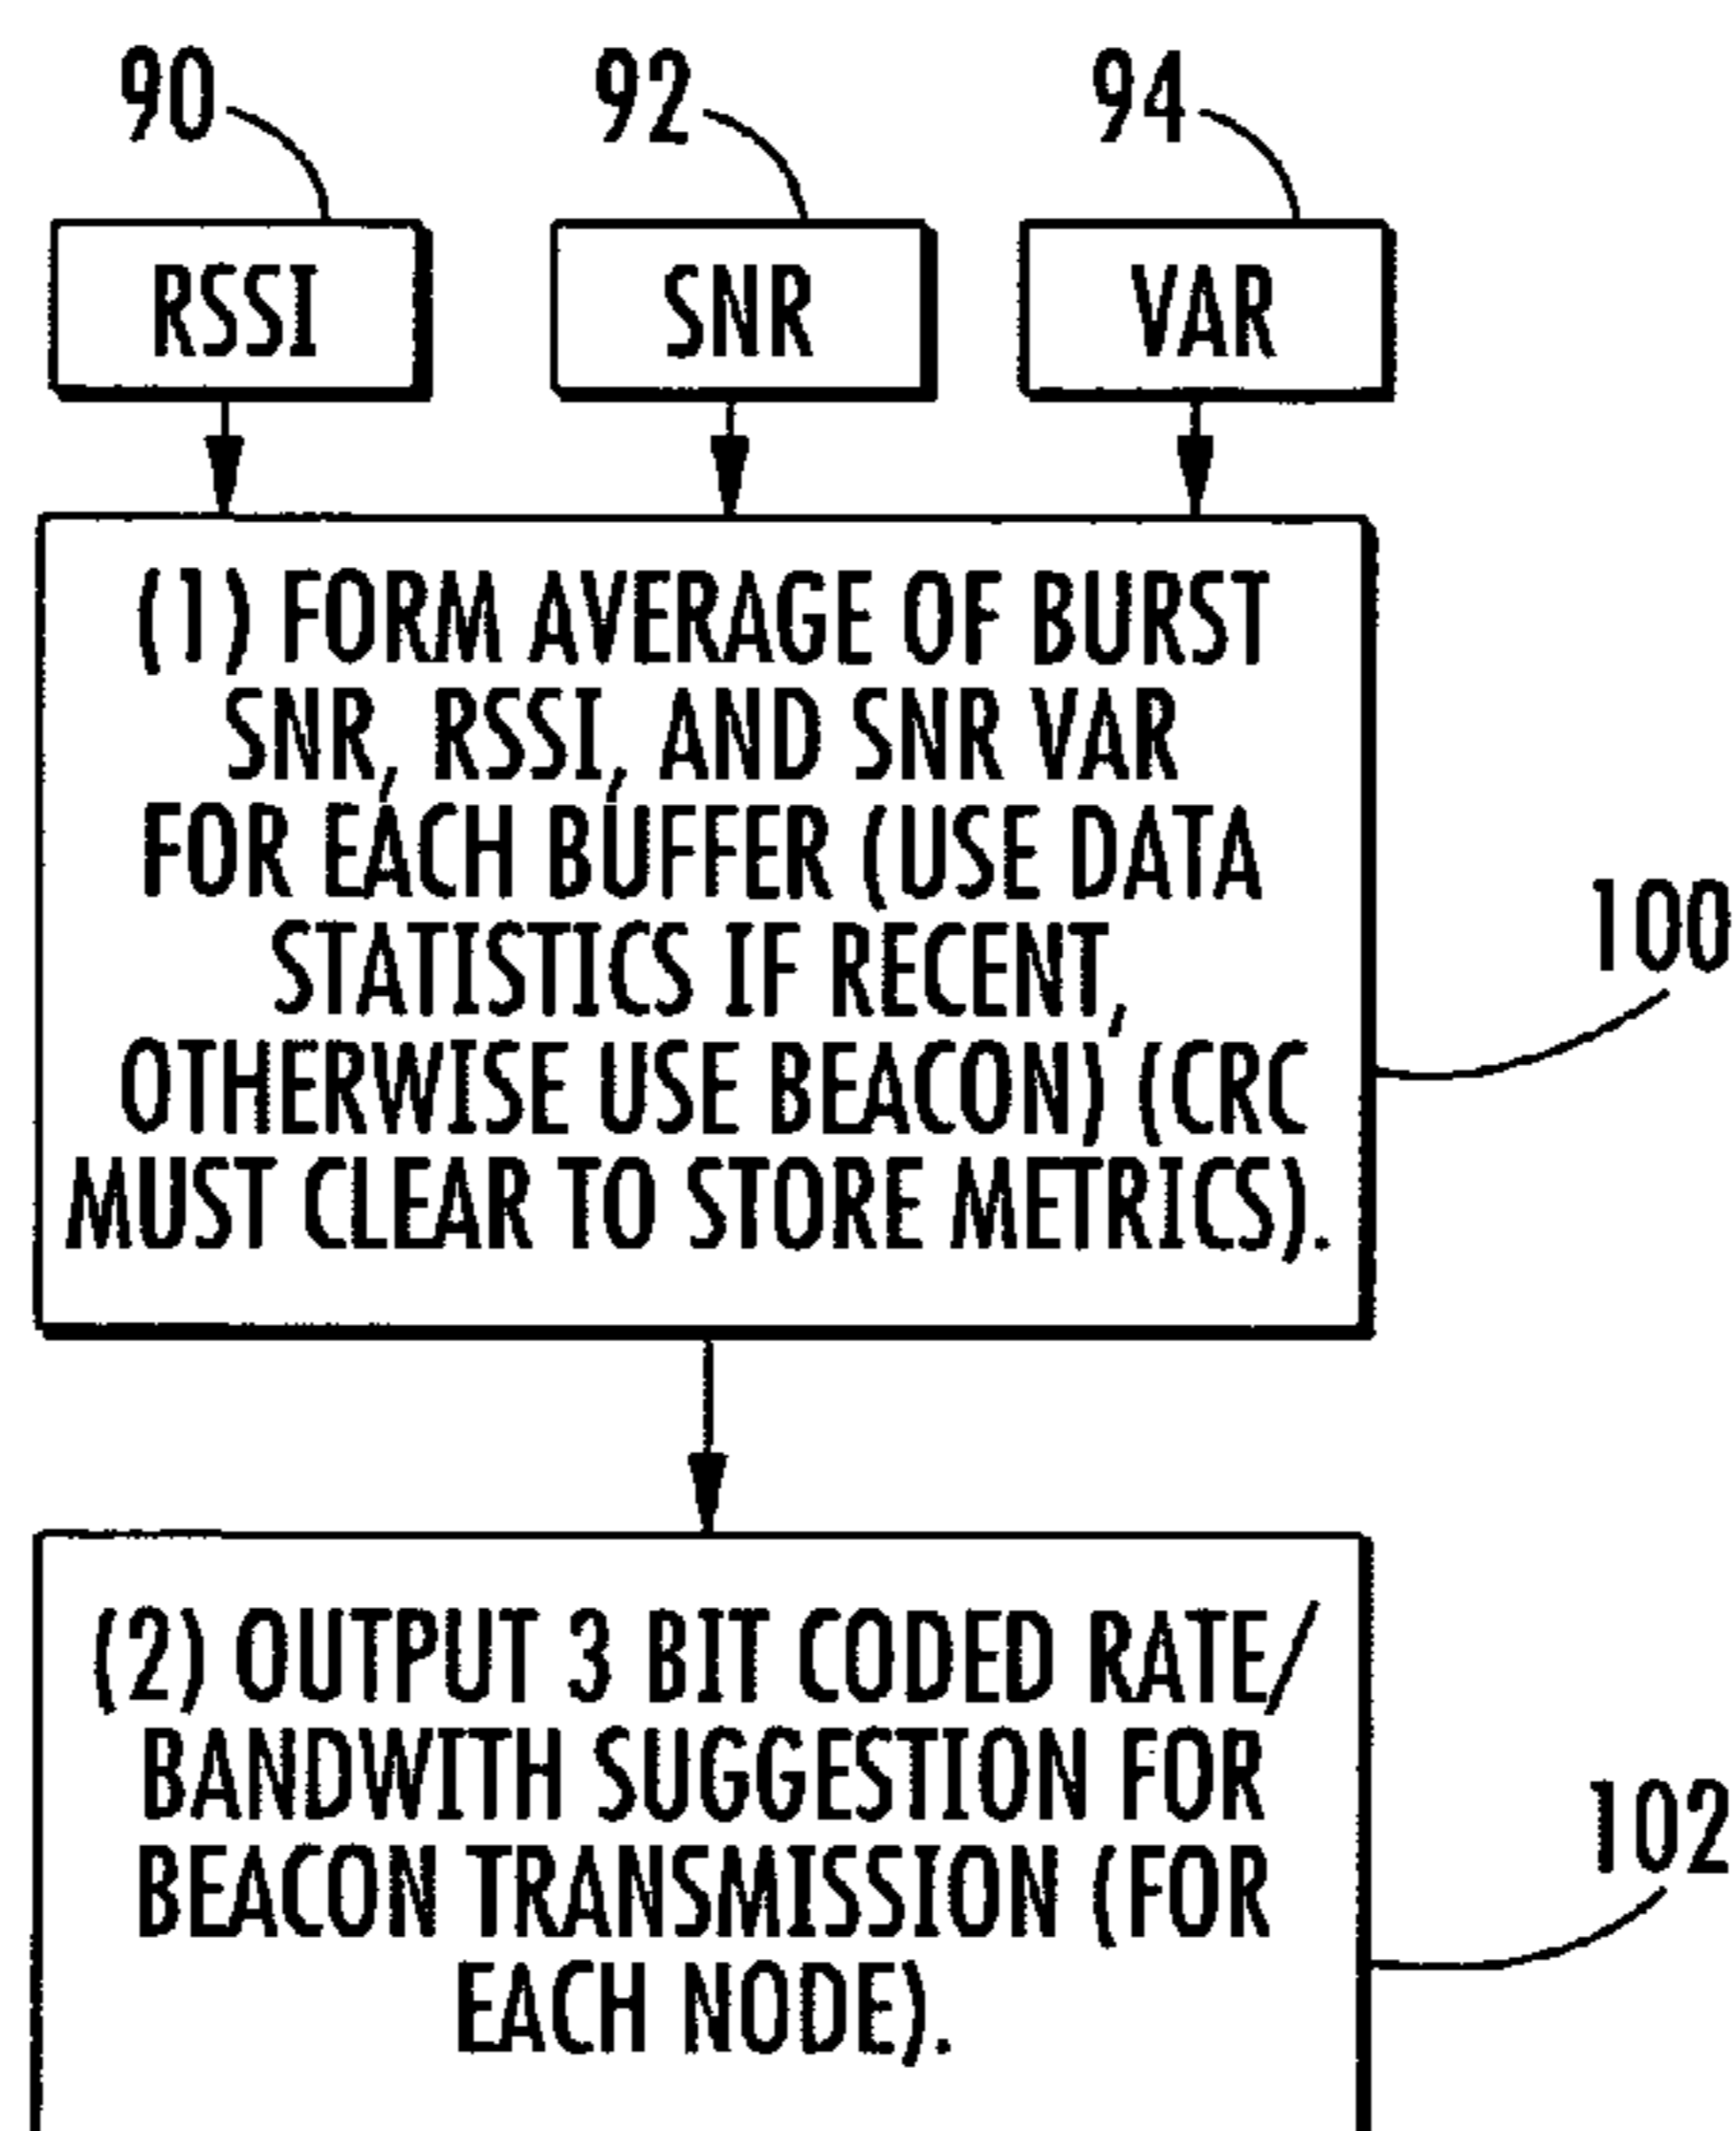 90
92
94
RSSI
SNR
VAR
(1) FORM AVERAGE OF BURST
SNR, RSSI, AND SNR VAR
FOR EACH BUFFER (USE DATA
STATISTICS IF RECENT,
OTHERWISE USE BEACON) (CRC
MUST CLEAR TO STORE METRICS).
100
(2) OUTPUT 3 BIT CODED RATE/
BANDWITH SUGGESTION FOR
BEACON TRANSMISSION (FOR
EACH NODE).
102